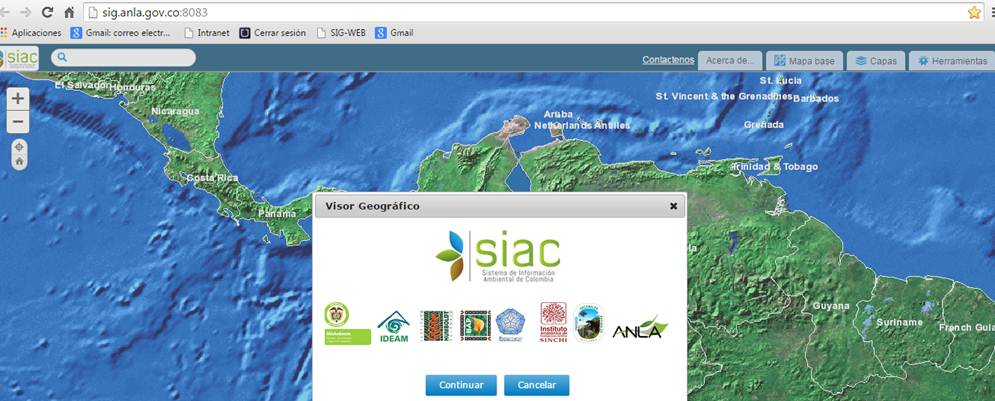 sig.anla.gov.co:8083
Aplicaciones Gmail: correo electr... Intranet Cerrar sesión SIG-WEB Gmail
siac Contactenos Acerca de... Mapa base Capas Herramientas
El Salvador Honduras
Nicaragua
Costa Rica
Panama
Aruba
Netherlands Antilles
St. Lucia
St. Vincent & the Grenadines Barbados
Grenada
Trinidad & Tobago
Guyana
Suriname
French Guia
Visor Geográfico
siac
Sistema de Información
Ambiental de Colombia
MinAmbiente IDEAM IIAP Instituto SINCHI ANLA
Continuar Cancelar